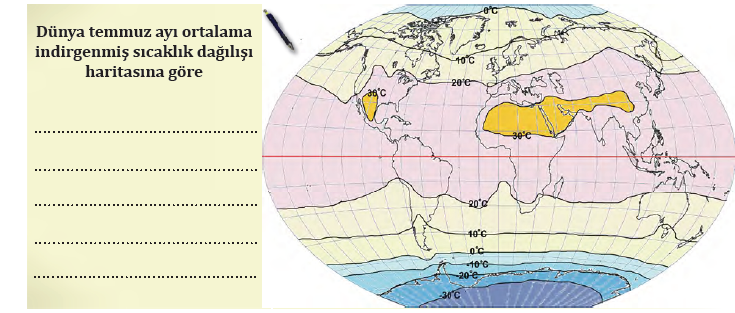 Dünya temmuz ayı ortalama
indirgenmiş sıcaklık dağılışı
haritasına göre
0°C
10°C
20°C
30°C
30°C
20°C
10°C
0°C
-10°C
-20°C
-30°C